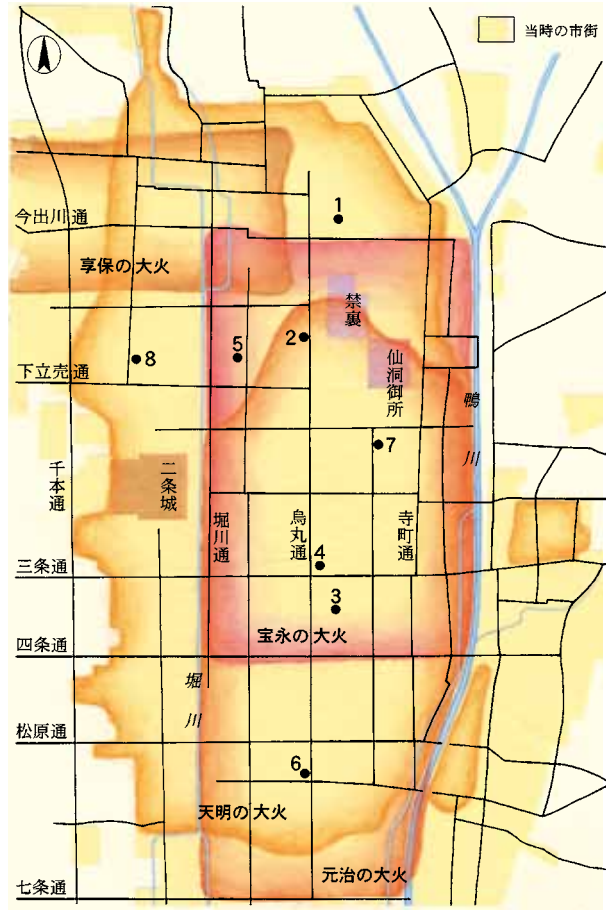 当時の市街
1
今出川通
享保の大火
禁裏
2
5
8
仙洞御所
下立売通
鴨川
7
千本通
二条城
堀川通
烏丸通
寺町通
4
三条通
3
宝永の大火
四条通
堀川
松原通
6
天明の大火
元治の大火
七条通